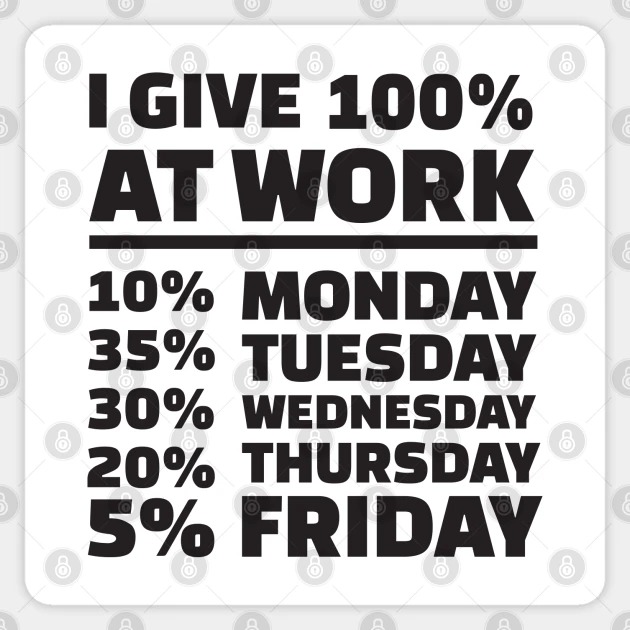 I GIVE 100%
AT WORK
10% MONDAY
35% TUESDAY
30% WEDNESDAY
20% THURSDAY
5% FRIDAY